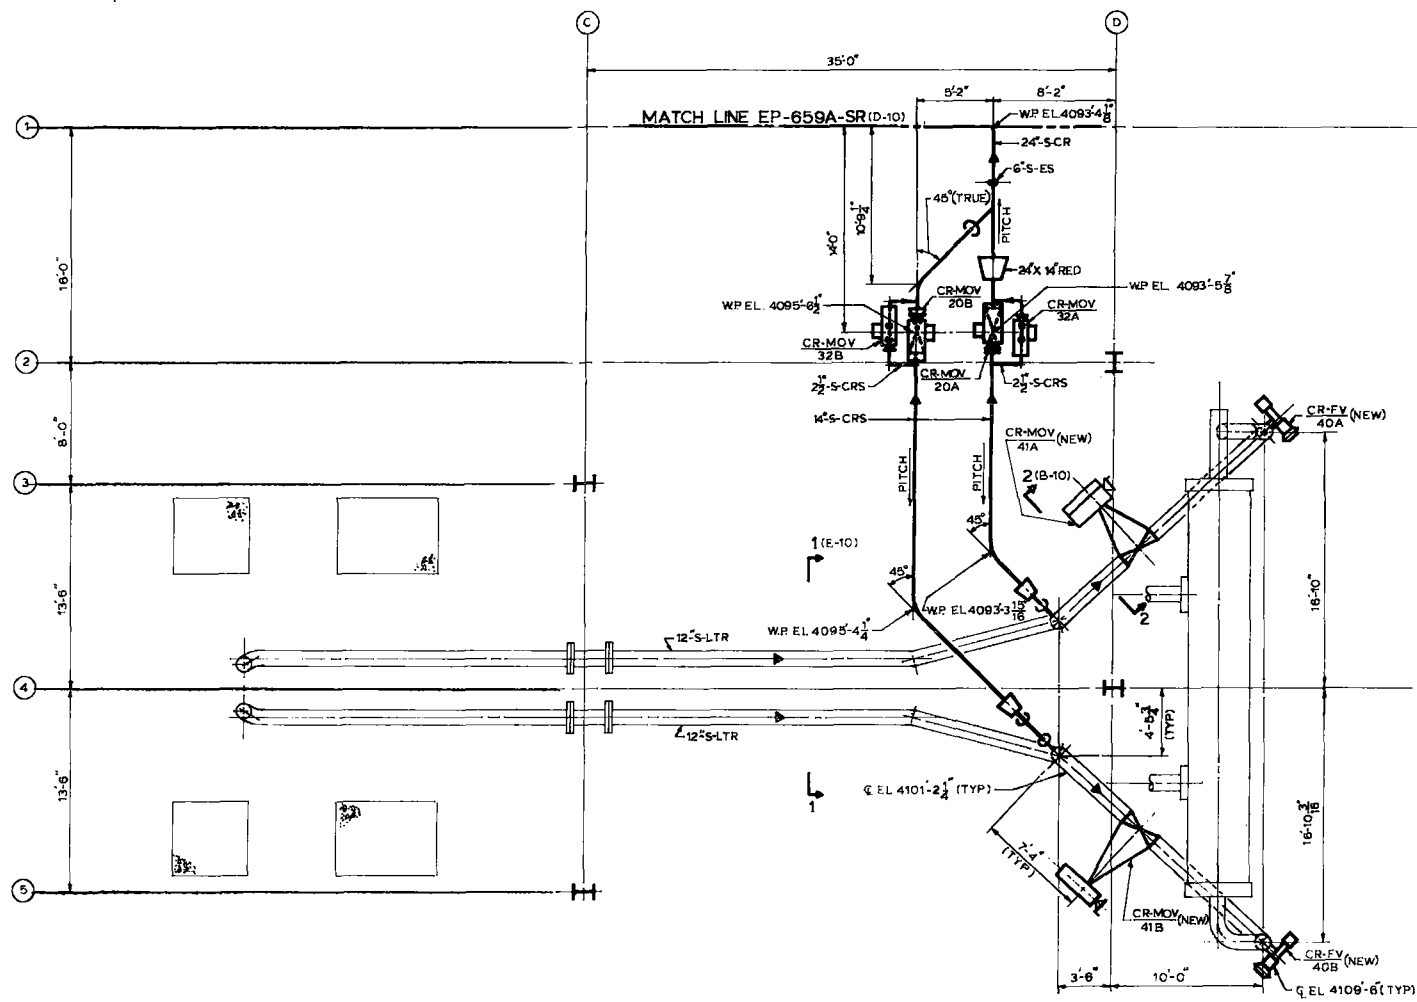 C
D
35'-0"
5'-2"
8'-2"
1
MATCH LINE EP-659A-SR (D-10)
W.P. EL. 4093'-4 1/8"
24"-S-CR
6"-S-ES
45° (TRUE)
10'-9 1/4"
14'-0"
PITCH
16'-0"
24" X 14" RED
CR-MOV
20B
W.P. EL. 4093'-5 7/8"
W.P. EL. 4095'-6 1/2"
CR-MOV
32A
CR-MOV
32B
2
CR-MOV
20A
2 1/2"-S-CRS
2 1/2"-S-CRS
14"-S-CRS
CR-FV (NEW)
40A
8'-0"
CR-MOV (NEW)
41A
PITCH
PITCH
2 (B-10)
3
45°
1 (E-10)
45°
13'-6"
16'-10"
W.P. EL 4093'-3 15/16"
2
W.P. EL. 4095'-4 1/4"
12"-S-LTR
4
4'-8 3/4"
(TYP)
12"-S-LTR
13'-6"
℄ EL 4101'-2 1/4" (TYP)
1
16'-10 3/16"
7'-4"
(TYP)
5
CR-MOV (NEW)
41B
CR-FV (NEW)
40B
3'-6"
10'-0"
℄ EL 4109'-6" (TYP)